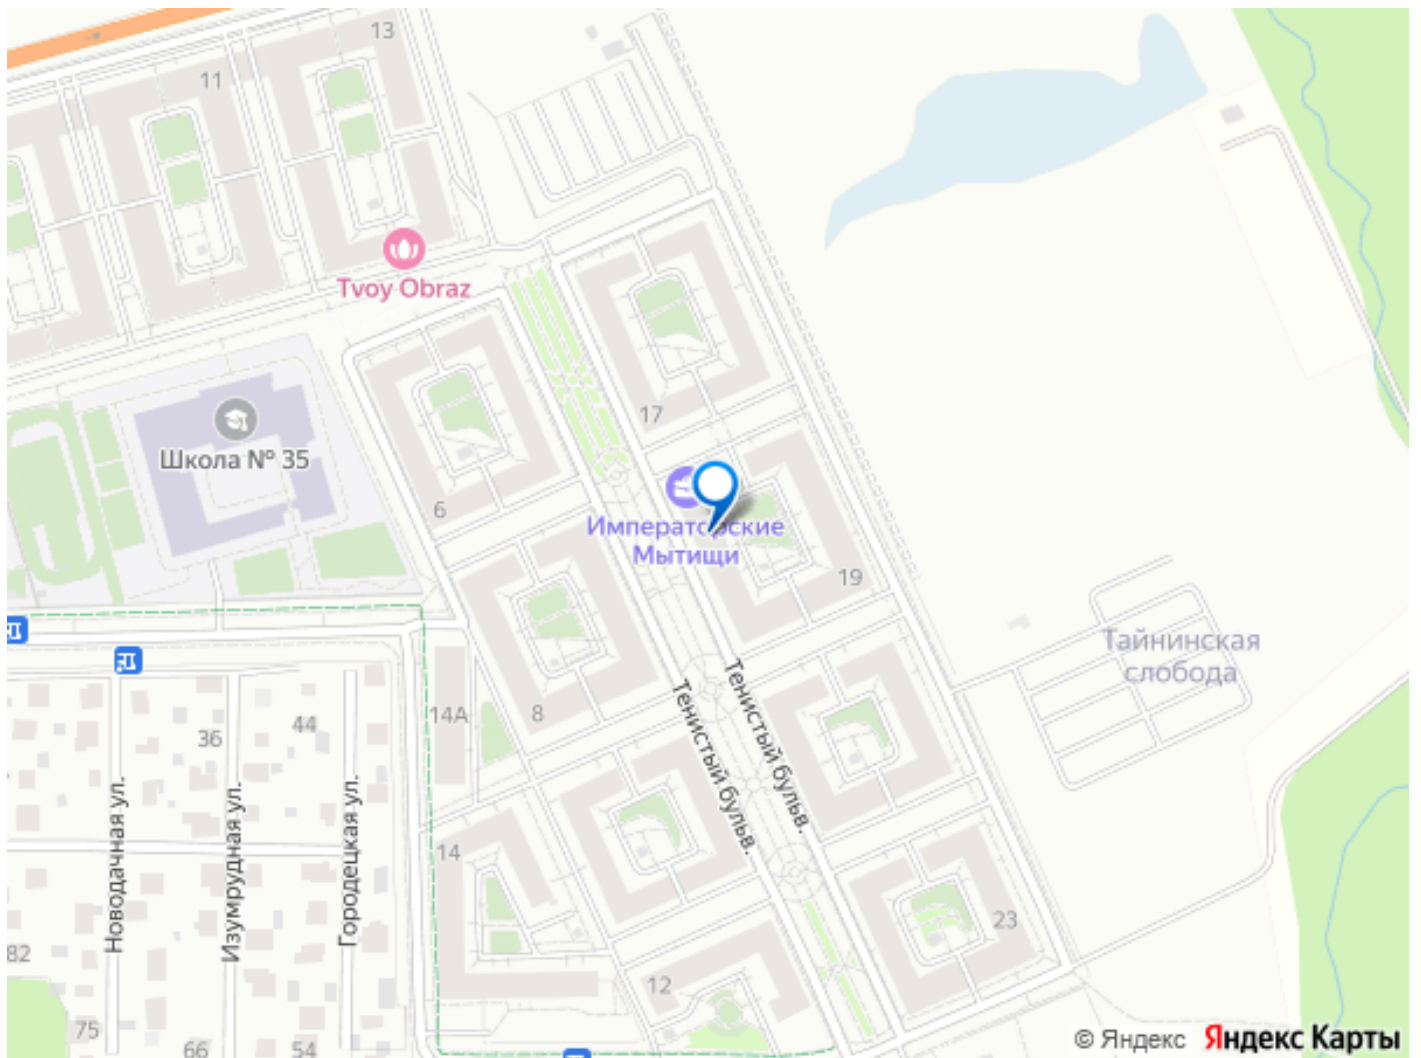 13
11
Tvoy Obraz
17
Школа № 35
6
Императорские
Мытищи
19
Тайнинская
слобода
8
14А
44
36
Тенистый бульв.
Тенистый бульв.
Новодачная ул.
Изумрудная ул.
Городецкая ул.
14
23
82
12
75
66
54
© Яндекс Яндекс Карты